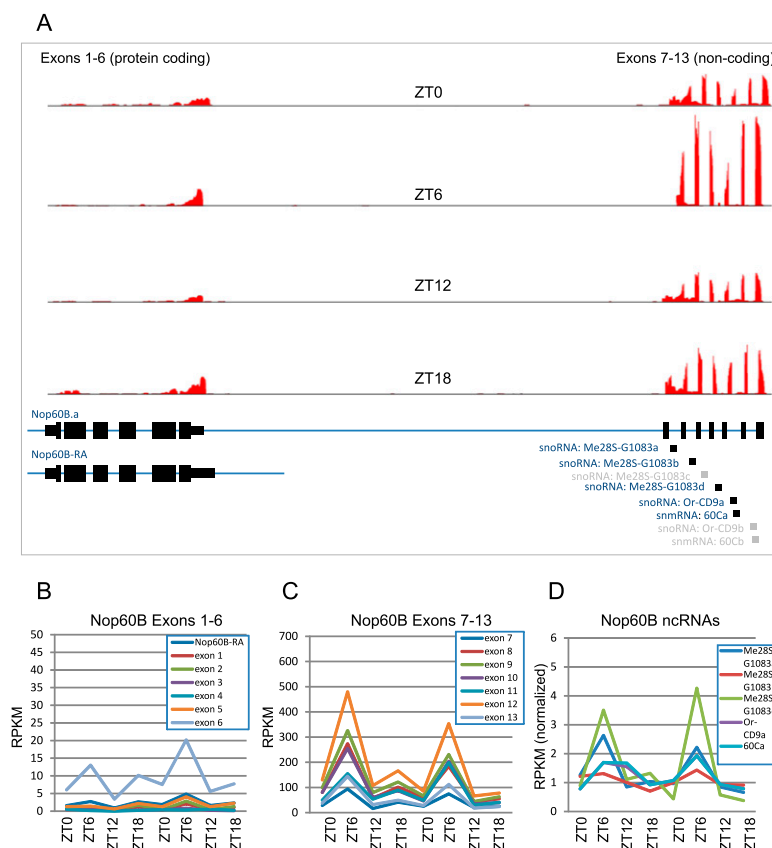 A
Exons 1-6 (protein coding)
Exons 7-13 (non-coding)
ZT0
ZT6
ZT12
ZT18
Nop60B.a
Nop60B-RA
snoRNA: Me28S-G1083a
snoRNA: Me28S-G1083b
snoRNA: Me28S-G1083c
snoRNA: Me28S-G1083d
snoRNA: Or-CD9a
snmRNA: 60Ca
snoRNA: Or-CD9b
snmRNA: 60Cb
B
Nop60B Exons 1-6
RPKM
50
45
40
35
30
25
20
15
10
5
0
Nop60B-RA
exon 1
exon 2
exon 3
exon 4
exon 5
exon 6
ZT0
ZT6
ZT12
ZT18
ZT0
ZT6
ZT12
ZT18
C
Nop60B Exons 7-13
RPKM
700
600
500
400
300
200
100
0
exon 7
exon 8
exon 9
exon 10
exon 11
exon 12
exon 13
ZT0
ZT6
ZT12
ZT18
ZT0
ZT6
ZT12
ZT18
D
Nop60B ncRNAs
RPKM (normalized)
6
5
4
3
2
1
0
Me28S
G1083
Me28S
G1083
Me28S
G1083
Or-
CD9a
60Ca
ZT0
ZT6
ZT12
ZT18
ZT0
ZT6
ZT12
ZT18